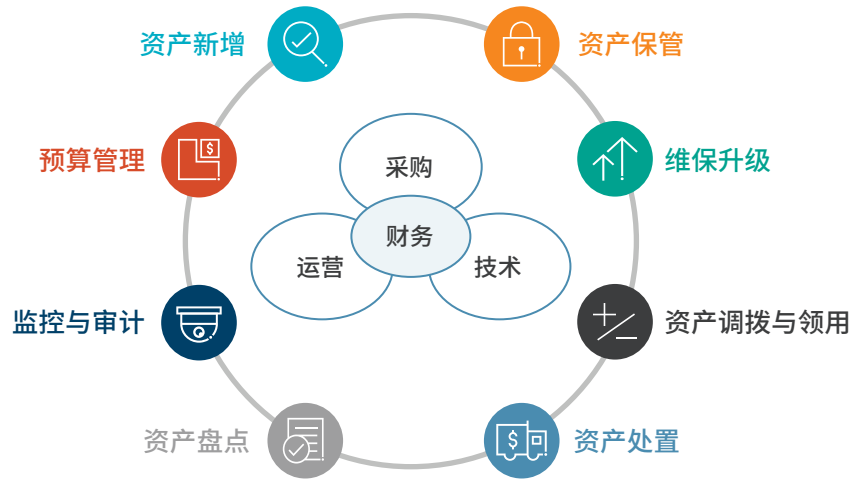 资产新增
资产保管
预算管理
采购
维保升级
财务
运营
技术
监控与审计
资产调拨与领用
资产盘点
资产处置
$
$